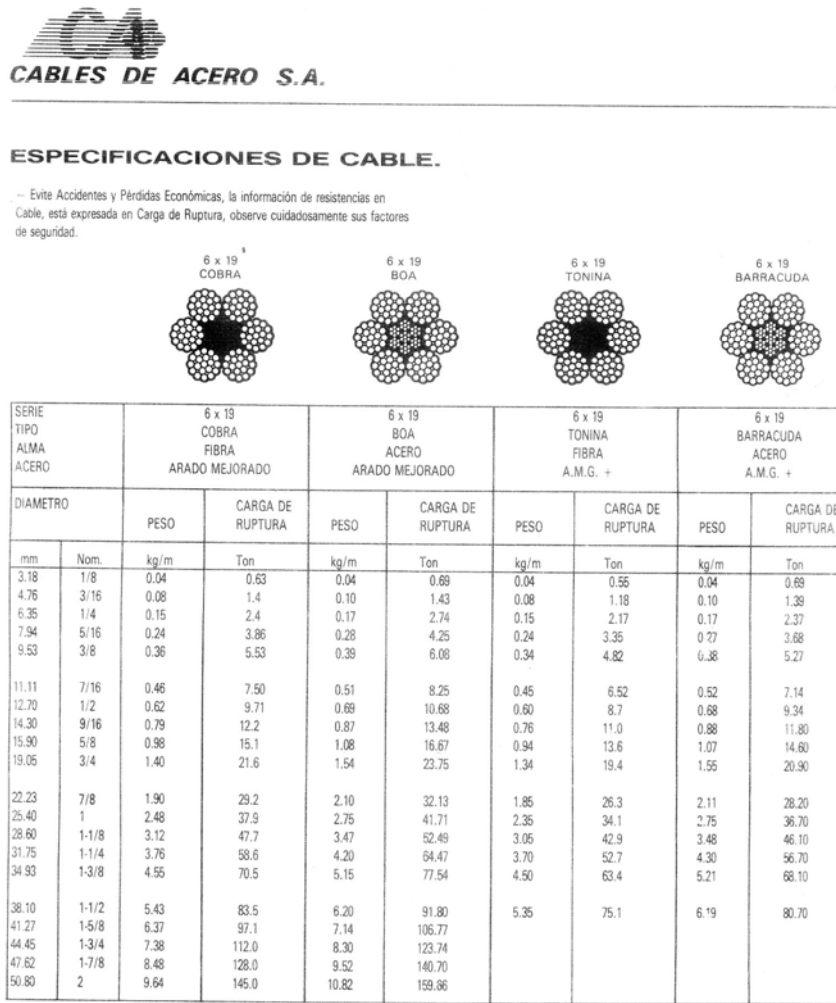 CA
CABLES DE ACERO S.A.
ESPECIFICACIONES DE CABLE.
— Evite Accidentes y Pérdidas Económicas, la información de resistencias en
Cable, está expresada en Carga de Ruptura, observe cuidadosamente sus factores
de seguridad.
6 x 19 6 x 19 6 x 19 6 x 19
COBRA BOA TONINA BARRACUDA
SERIE 6 x 19 6 x 19 6 x 19 6 x 19
TIPO COBRA BOA TONINA BARRACUDA
ALMA FIBRA ACERO FIBRA ACERO
ACERO ARADO MEJORADO ARADO MEJORADO A.M.G. + A.M.G. +
DIAMETRO PESO CARGA DE RUPTURA PESO CARGA DE RUPTURA PESO CARGA DE RUPTURA PESO CARGA DE RUPTURA
mm Nom. kg/m Ton kg/m Ton kg/m Ton kg/m Ton
3.18 1/8 0.04 0.63 0.04 0.69 0.04 0.55 0.04 0.69
4.76 3/16 0.08 1.4 0.10 1.43 0.08 1.18 0.10 1.39
6.35 1/4 0.15 2.4 0.17 2.74 0.15 2.17 0.17 2.37
7.94 5/16 0.24 3.86 0.28 4.25 0.24 3.35 0.27 3.68
9.53 3/8 0.36 5.53 0.39 6.08 0.34 4.82 0.38 5.27
11.11 7/16 0.46 7.50 0.51 8.25 0.45 6.52 0.52 7.14
12.70 1/2 0.62 9.71 0.69 10.68 0.60 8.7 0.68 9.34
14.30 9/16 0.79 12.2 0.87 13.48 0.76 11.0 0.88 11.80
15.90 5/8 0.98 15.1 1.08 16.67 0.94 13.6 1.07 14.60
19.05 3/4 1.40 21.6 1.54 23.75 1.34 19.4 1.55 20.90
22.23 7/8 1.90 29.2 2.10 32.13 1.85 26.3 2.11 28.20
25.40 1 2.48 37.9 2.75 41.71 2.35 34.1 2.75 36.70
28.60 1-1/8 3.12 47.7 3.47 52.49 3.05 42.9 3.48 46.10
31.75 1-1/4 3.76 58.6 4.20 64.47 3.70 52.7 4.30 56.70
34.93 1-3/8 4.55 70.5 5.15 77.54 4.50 63.4 5.21 68.10
38.10 1-1/2 5.43 83.5 6.20 91.80 5.35 75.1 6.19 80.70
41.27 1-5/8 6.37 97.1 7.14 106.77
44.45 1-3/4 7.38 112.0 8.30 123.74
47.62 1-7/8 8.48 128.0 9.52 140.70
50.80 2 9.64 145.0 10.82 159.86